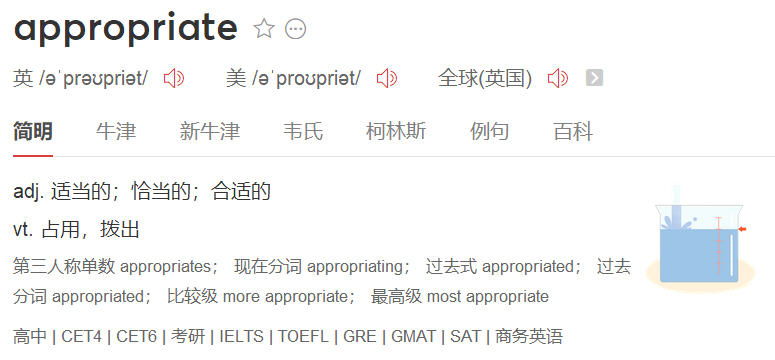 appropriate
英 /əˈprəʊpriət/ 美 /əˈproʊpriət/ 全球(英国)
简明 牛津 新牛津 韦氏 柯林斯 例句 百科
adj. 适当的；恰当的；合适的
vt. 占用，拨出
第三人称单数 appropriates； 现在分词 appropriating； 过去式 appropriated； 过去
分词 appropriated； 比较级 more appropriate； 最高级 most appropriate
高中 | CET4 | CET6 | 考研 | IELTS | TOEFL | GRE | GMAT | SAT | 商务英语